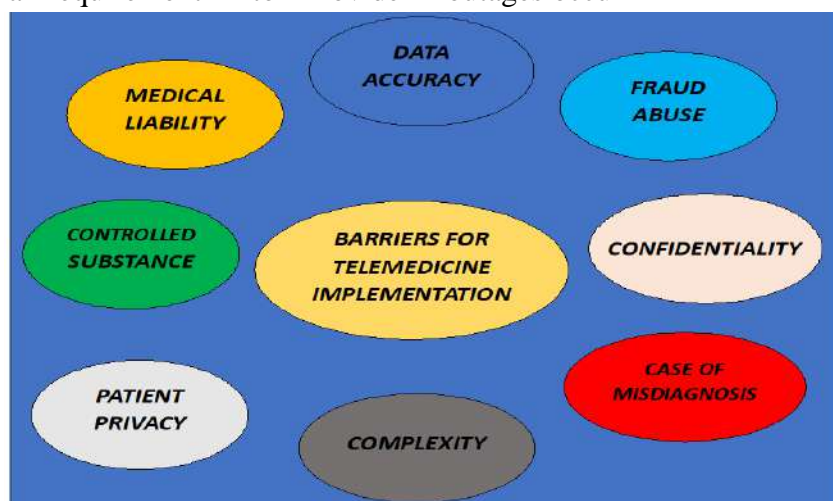 DATA
ACCURACY
MEDICAL
LIABILITY
FRAUD
ABUSE
CONTROLLED
SUBSTANCE
BARRIERS FOR
TELEMEDICINE
IMPLEMENTATION
CONFIDENTIALITY
CASE OF
MISDIAGNOSIS
PATIENT
PRIVACY
COMPLEXITY